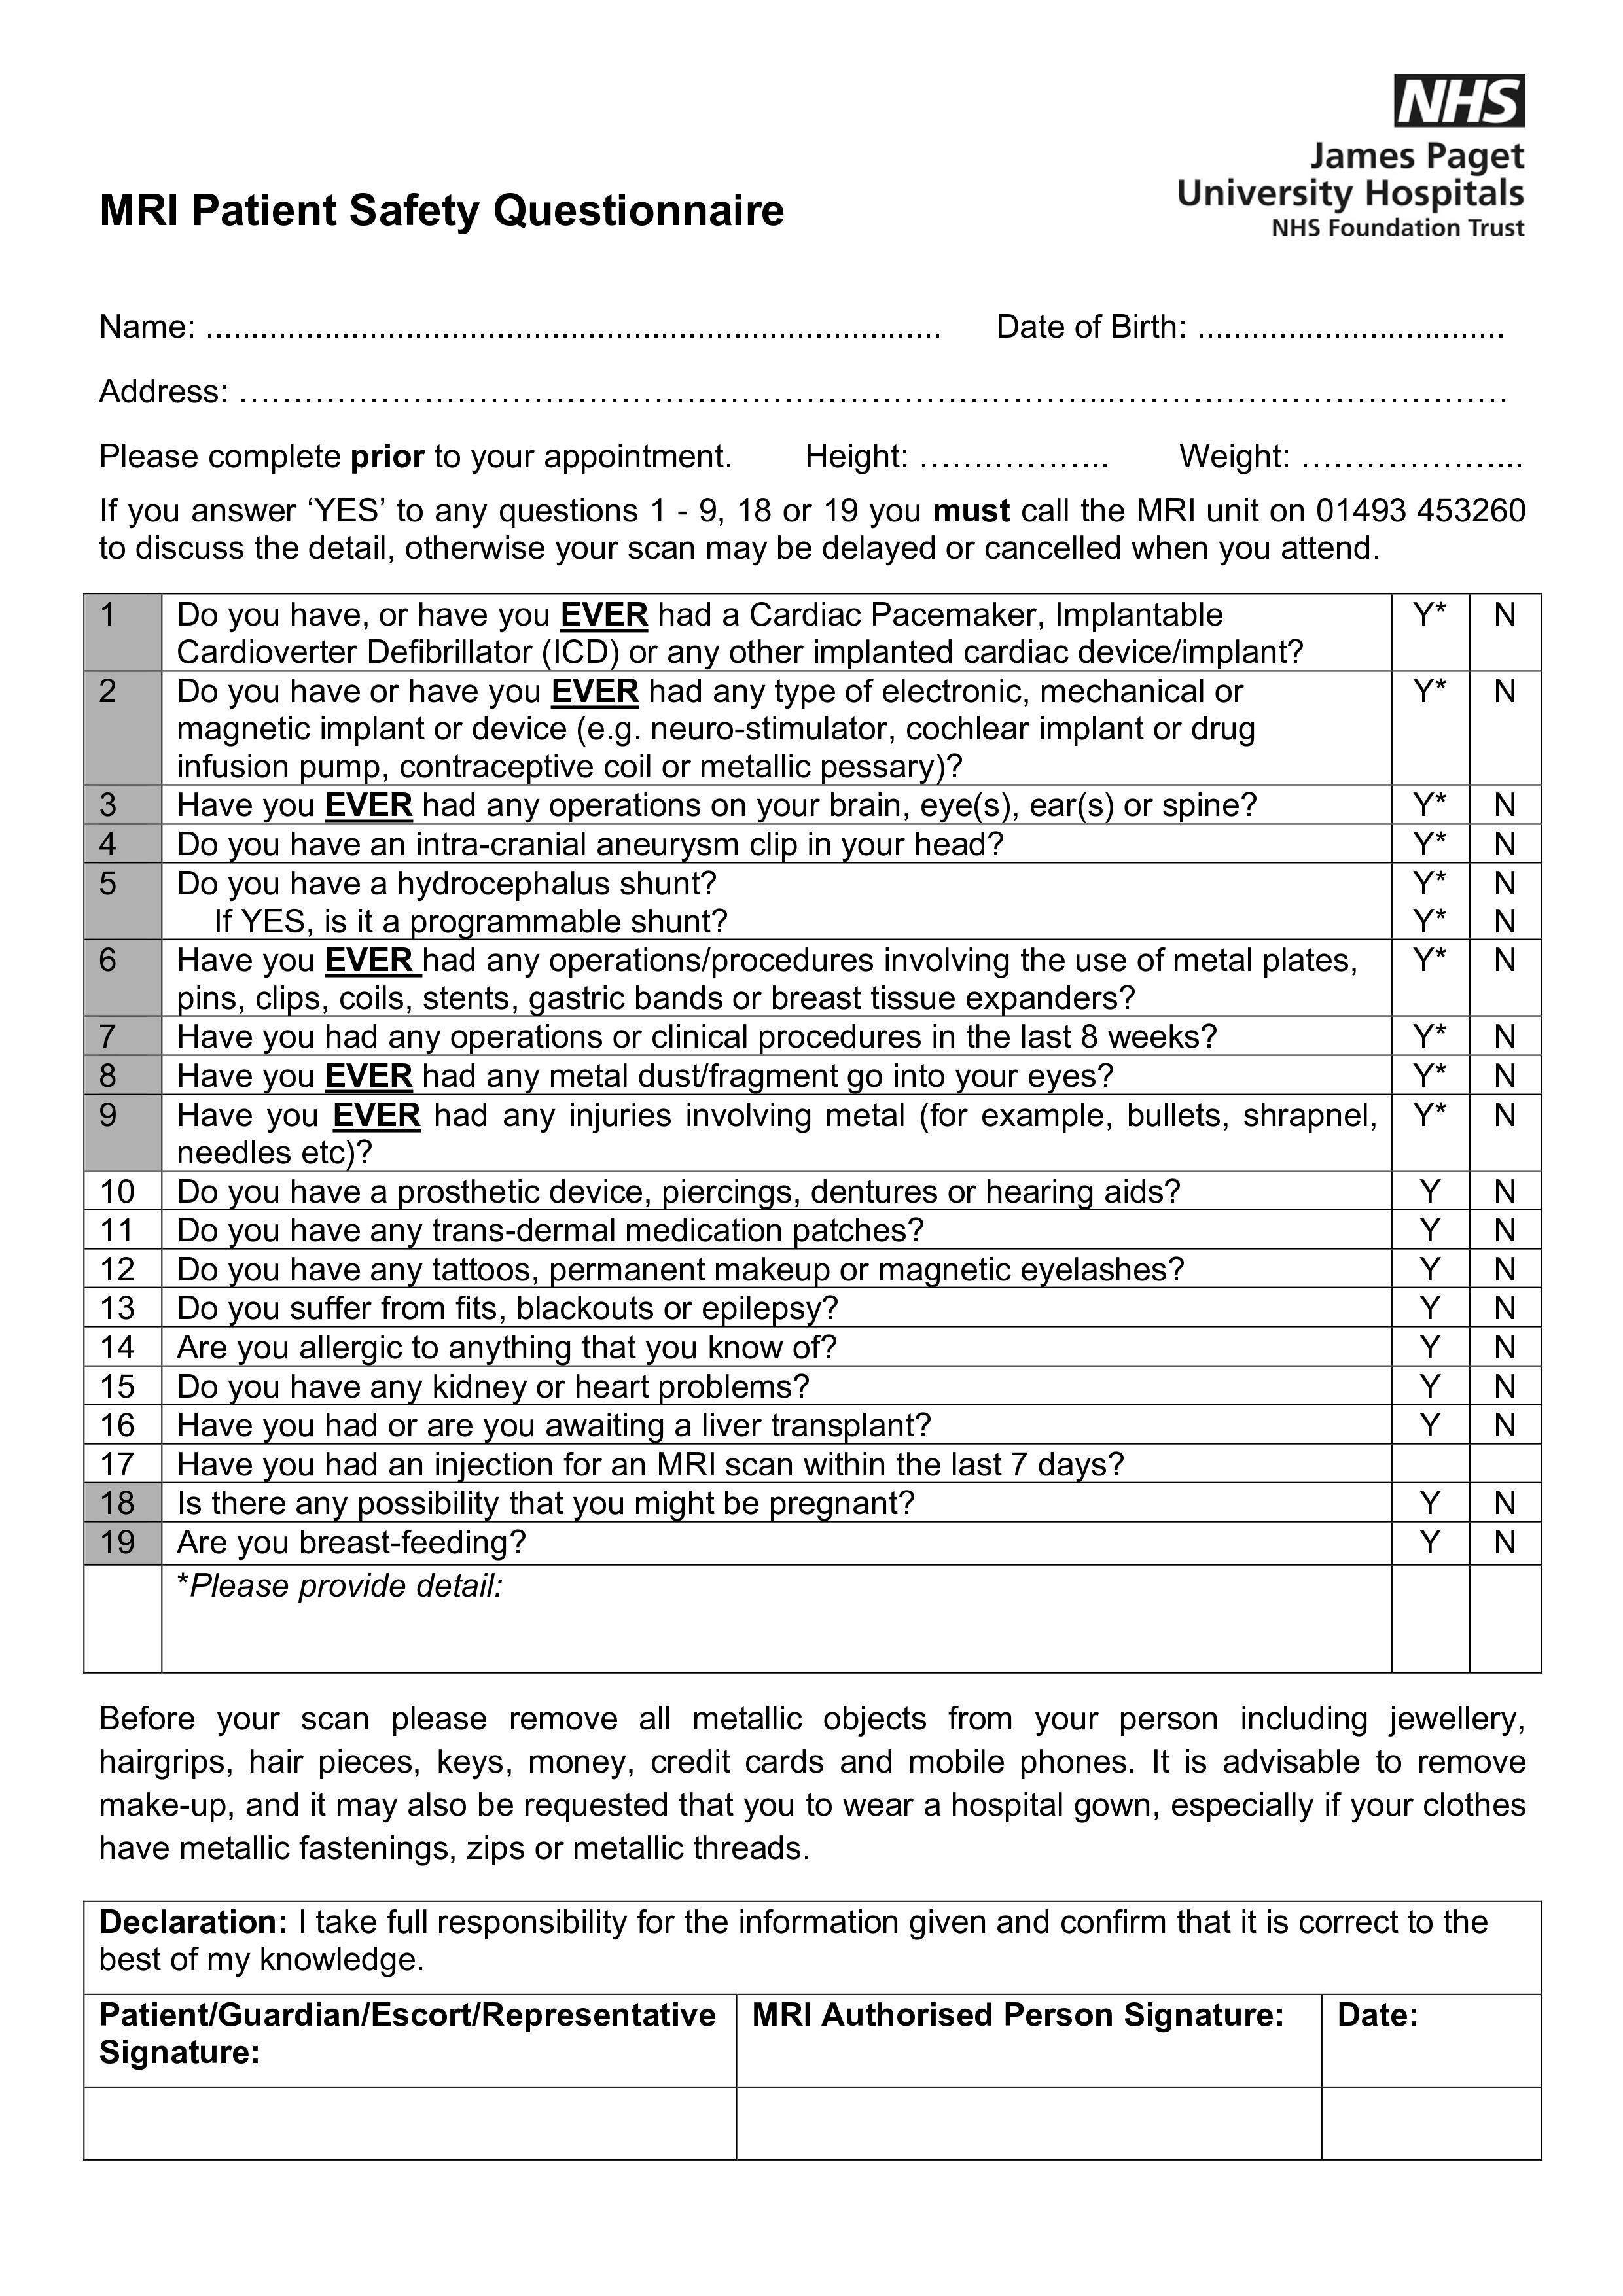 NHS
James Paget
University Hospitals
NHS Foundation Trust
MRI Patient Safety Questionnaire
Name: ................................................................................. Date of Birth: ..................................
Address: ……………………………………………………………………………...……………………………………
Please complete prior to your appointment. Height: …….………….. Weight: …………………...
If you answer ‘YES’ to any questions 1 - 9, 18 or 19 you must call the MRI unit on 01493 453260
to discuss the detail, otherwise your scan may be delayed or cancelled when you attend.
1 Do you have, or have you EVER had a Cardiac Pacemaker, Implantable Y* N
Cardioverter Defibrillator (ICD) or any other implanted cardiac device/implant?
2 Do you have or have you EVER had any type of electronic, mechanical or Y* N
magnetic implant or device (e.g. neuro-stimulator, cochlear implant or drug
infusion pump, contraceptive coil or metallic pessary)?
3 Have you EVER had any operations on your brain, eye(s), ear(s) or spine? Y* N
4 Do you have an intra-cranial aneurysm clip in your head? Y* N
5 Do you have a hydrocephalus shunt? Y* N
If YES, is it a programmable shunt? Y* N
6 Have you EVER had any operations/procedures involving the use of metal plates, Y* N
pins, clips, coils, stents, gastric bands or breast tissue expanders?
7 Have you had any operations or clinical procedures in the last 8 weeks? Y* N
8 Have you EVER had any metal dust/fragment go into your eyes? Y* N
9 Have you EVER had any injuries involving metal (for example, bullets, shrapnel, Y* N
needles etc)?
10 Do you have a prosthetic device, piercings, dentures or hearing aids? Y N
11 Do you have any trans-dermal medication patches? Y N
12 Do you have any tattoos, permanent makeup or magnetic eyelashes? Y N
13 Do you suffer from fits, blackouts or epilepsy? Y N
14 Are you allergic to anything that you know of? Y N
15 Do you have any kidney or heart problems? Y N
16 Have you had or are you awaiting a liver transplant? Y N
17 Have you had an injection for an MRI scan within the last 7 days?
18 Is there any possibility that you might be pregnant? Y N
19 Are you breast-feeding? Y N
*Please provide detail:
Before your scan please remove all metallic objects from your person including jewellery,
hairgrips, hair pieces, keys, money, credit cards and mobile phones. It is advisable to remove
make-up, and it may also be requested that you to wear a hospital gown, especially if your clothes
have metallic fastenings, zips or metallic threads.
Declaration: I take full responsibility for the information given and confirm that it is correct to the
best of my knowledge.
Patient/Guardian/Escort/Representative MRI Authorised Person Signature: Date:
Signature: